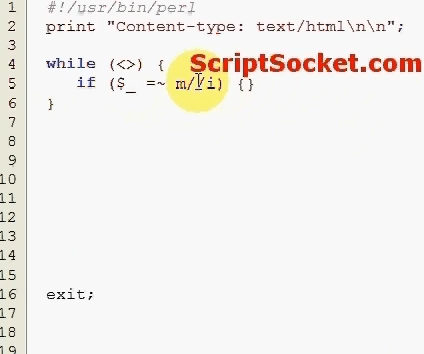 1 #!/usr/bin/perl
2 print "Content-type: text/html\n\n";
3
4 while (<>) {
ScriptSocket.com
5 if ($_ =~ m/ /i) {}
6 }
7
8
9
10
11
12
13
14
15
16 exit;
17
18
19